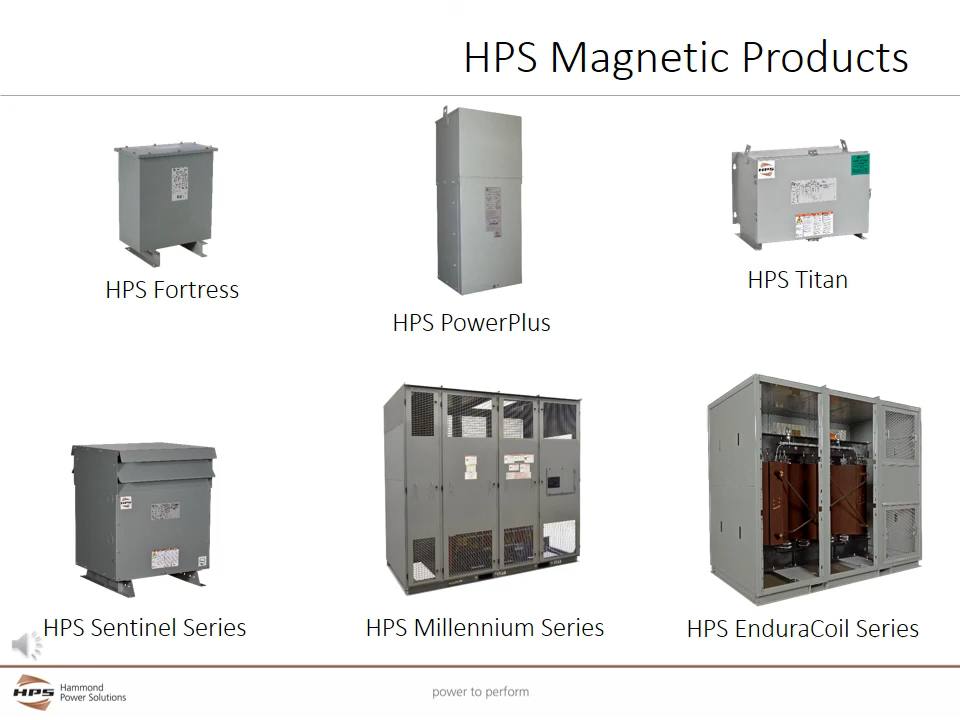 HPS Magnetic Products
HPS Fortress
HPS PowerPlus
HPS Titan
HPS Sentinel Series
HPS Millennium Series
HPS EnduraCoil Series
HPS
Hammond
Power Solutions
power to perform